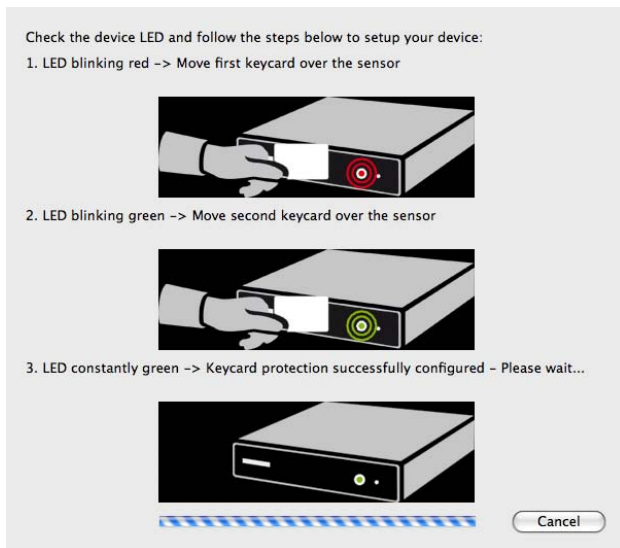 Check the device LED and follow the steps below to setup your device:
1. LED blinking red -> Move first keycard over the sensor
2. LED blinking green -> Move second keycard over the sensor
3. LED constantly green -> Keycard protection successfully configured - Please wait...
Cancel